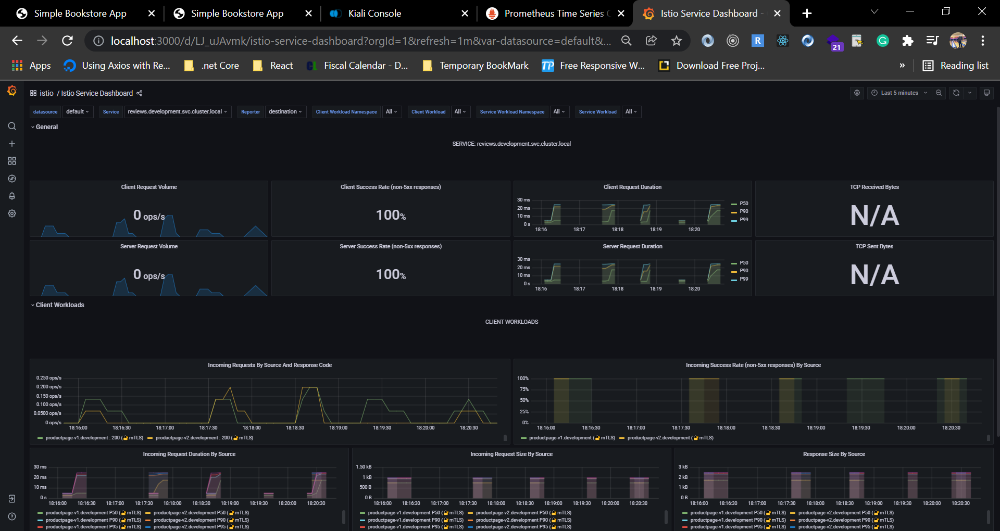 Simple Bookstore App
Simple Bookstore App
Kiali Console
Prometheus Time Series
Istio Service Dashboard -
localhost:3000/d/LJ_uJAvmk/istio-service-dashboard?orgId=1&refresh=1m&var-datasource=default&...
R
21
Apps
Using Axios with Re...
.net Core
React
CL
Fiscal Calendar - D...
Temporary BookMark
TP
Free Responsive W...
Download Free Proj...
»
Reading list
istio / Istio Service Dashboard
Last 5 minutes
datasource default
Service reviews.development.svc.cluster.local
Reporter destination
Client Workload Namespace All
Client Workload All
Service Workload Namespace All
Service Workload All
General
SERVICE: reviews.development.svc.cluster.local
Client Request Volume
0 ops/s
Client Success Rate (non-5xx responses)
100%
Client Request Duration
30 ms
20 ms
10 ms
0 s
18:16 18:17 18:18 18:19 18:20
P50
P90
P99
TCP Received Bytes
N/A
Server Request Volume
0 ops/s
Server Success Rate (non-5xx responses)
100%
Server Request Duration
30 ms
20 ms
10 ms
0 s
18:16 18:17 18:18 18:19 18:20
P50
P90
P99
TCP Sent Bytes
N/A
Client Workloads
CLIENT WORKLOADS
Incoming Requests By Source And Response Code
0.250 ops/s
0.200 ops/s
0.150 ops/s
0.100 ops/s
0.0500 ops/s
0 ops/s
18:16:00 18:16:30 18:17:00 18:17:30 18:18:00 18:18:30 18:19:00 18:19:30 18:20:00 18:20:30
productpage-v1.development : 200 (🔐mTLS) productpage-v2.development : 200 (🔐mTLS)
Incoming Success Rate (non-5xx responses) By Source
100%
75%
50%
25%
0%
18:16:00 18:16:30 18:17:00 18:17:30 18:18:00 18:18:30 18:19:00 18:19:30 18:20:00 18:20:30
productpage-v1.development (🔐mTLS) productpage-v2.development (🔐mTLS)
Incoming Request Duration By Source
30 ms
20 ms
10 ms
0 s
18:16:00 18:16:30 18:17:00 18:17:30 18:18:00 18:18:30 18:19:00 18:19:30 18:20:00 18:20:30
productpage-v1.development P50 (🔐mTLS) productpage-v2.development P50 (🔐mTLS)
productpage-v1.development P90 (🔐mTLS) productpage-v2.development P90 (🔐mTLS)
productpage-v1.development P95 (🔐mTLS) productpage-v2.development P95 (🔐mTLS)
Incoming Request Size By Source
1.50 kB
1 kB
500 B
0 B
18:16:00 18:16:30 18:17:00 18:17:30 18:18:00 18:18:30 18:19:00 18:19:30 18:20:00 18:20:30
productpage-v1.development P50 (🔐mTLS) productpage-v2.development P50 (🔐mTLS)
productpage-v1.development P90 (🔐mTLS) productpage-v2.development P90 (🔐mTLS)
productpage-v1.development P95 (🔐mTLS) productpage-v2.development P95 (🔐mTLS)
Response Size By Source
3 kB
2 kB
1 kB
0 B
18:16:00 18:16:30 18:17:00 18:17:30 18:18:00 18:18:30 18:19:00 18:19:30 18:20:00 18:20:30
productpage-v1.development P50 (🔐mTLS) productpage-v2.development P50 (🔐mTLS)
productpage-v1.development P90 (🔐mTLS) productpage-v2.development P90 (🔐mTLS)
productpage-v1.development P95 (🔐mTLS) productpage-v2.development P95 (🔐mTLS)